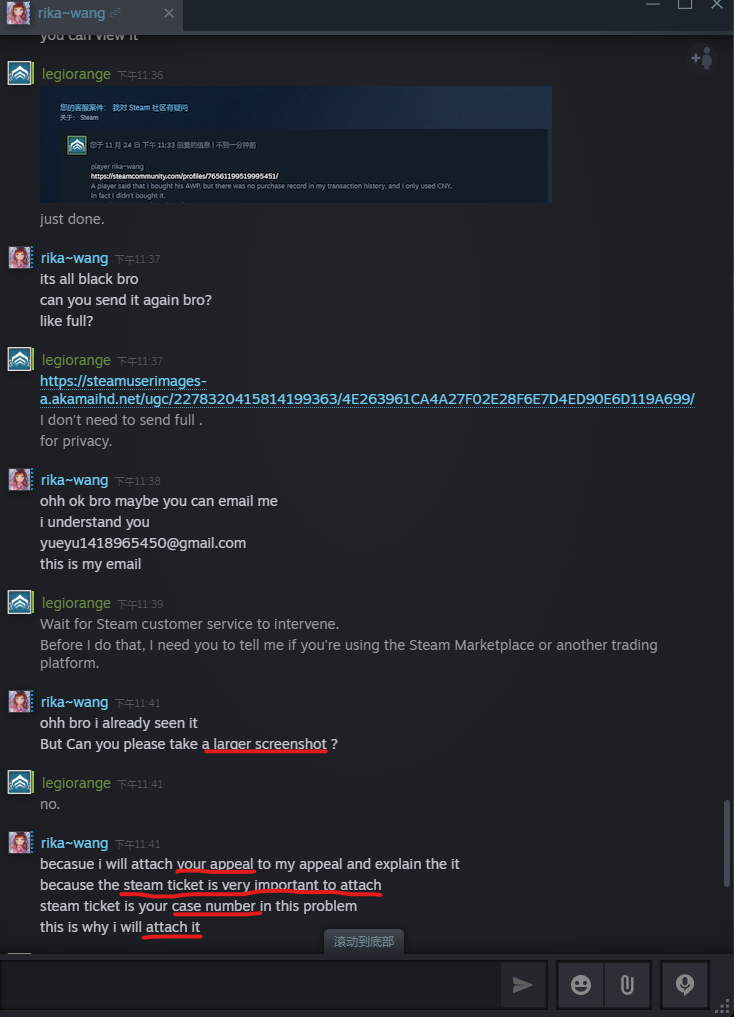 rika~wang
you can view it
legiorange 下午11:36
您的客服案件： 我对 Steam 社区有疑问
关于： Steam
您于 11 月 24 日 下午 11:33 回复的信息 | 不到一分钟前
player rika-wang
https://steamcommunity.com/profiles/76561199519995451/
A player said that I bought his AWP, but there was no purchase record in my transaction history, and I only used CNY.
In fact I didn't bought it.
just done.
rika~wang 下午11:37
its all black bro
can you send it again bro?
like full?
legiorange 下午11:37
https://steamuserimages-
a.akamaihd.net/ugc/2278320415814199363/4E263961CA4A27F02E28F6E7D4ED90E6D119A699/
I don't need to send full .
for privacy.
rika~wang 下午11:38
ohh ok bro maybe you can email me
i understand you
yueyu1418965450@gmail.com
this is my email
legiorange 下午11:39
Wait for Steam customer service to intervene.
Before I do that, I need you to tell me if you're using the Steam Marketplace or another trading
platform.
rika~wang 下午11:41
ohh bro i already seen it
But Can you please take a larger screenshot ?
legiorange 下午11:41
no.
rika~wang 下午11:41
becasue i will attach your appeal to my appeal and explain the it
because the steam ticket is very important to attach
steam ticket is your case number in this problem
this is why i will attach it
滚动到底部